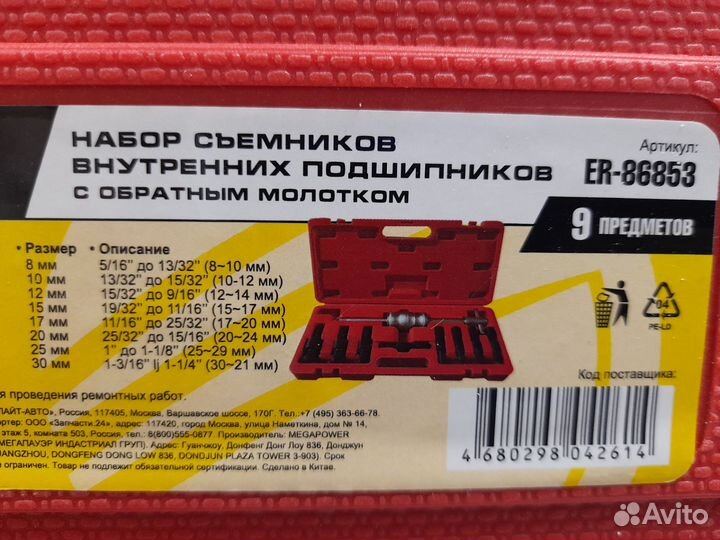 НАБОР СЪЕМНИКОВ
ВНУТРЕННИХ ПОДШИПНИКОВ
С ОБРАТНЫМ МОЛОТКОМ
Артикул:
ER-86853
9 ПРЕДМЕТОВ
• Размер • Описание
8 мм 5/16" до 13/32" (8~10 мм)
10 мм 13/32" до 15/32" (10-12 мм)
12 мм 15/32" до 9/16" (12~14 мм)
15 мм 19/32" до 11/16" (15~17 мм)
17 мм 11/16" до 25/32" (17~20 мм)
20 мм 25/32" до 15/16" (20~24 мм)
25 мм 1" до 1-1/8" (25~29 мм)
30 мм 1-3/16" lj 1-1/4" (30~21 мм)
04
PE-LD
Код поставщика:
я проведения ремонтных работ.
ЛАЙТ-АВТО», Россия, 117405, Москва, Варшавское шоссе, 170Г. Тел.:+7 (495) 363-66-78.
ортер: ООО «Запчасти.24», адрес: 117420, город Москва, улица Наметкина, дом № 14,
этаж 5, комната 503, Россия, тел.: 8(800)555-0877 Производитель: MEGAPOWER
МЕГАПАУЭР ИНДАСТРИАЛ ГРУП). Адрес: Гуанчжоу, Донфенг Донг Лоу 836, Донджун
UANGZHOU, DONGFENG DONG LOW 836, DONDJUN PLAZA TOWER 3-903). Срок
е ограничен. Товар не подлежит обязательной сертификации. Сделано в Китае.
4 680298 042614
Avito